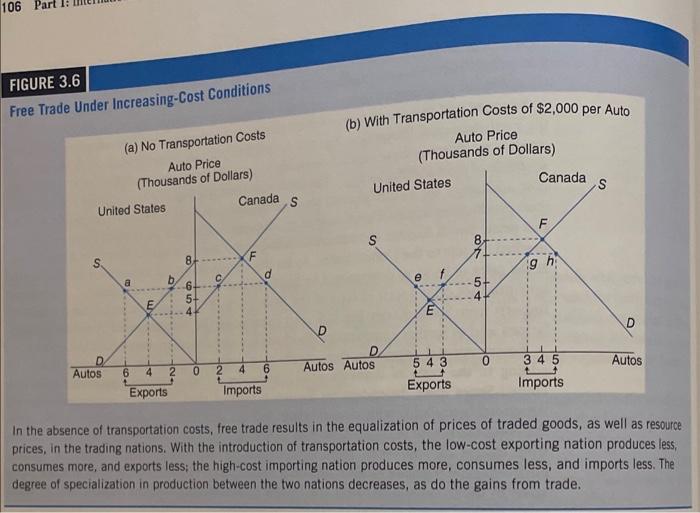 106 Part 1:
FIGURE 3.6
Free Trade Under Increasing-Cost Conditions
(a) No Transportation Costs
Auto Price
(Thousands of Dollars)
United States
Canada
S
S
a
b
8
6
5
4
c
F
d
E
D
D
Autos
6 4 2 0 2 4 6
Autos
Exports
Imports
(b) With Transportation Costs of $2,000 per Auto
Auto Price
(Thousands of Dollars)
United States
Canada
S
S
F
8
7
g h
e f
5
4
E
D
D
Autos
5 4 3 0 3 4 5
Autos
Exports
Imports
In the absence of transportation costs, free trade results in the equalization of prices of traded goods, as well as resource
prices, in the trading nations. With the introduction of transportation costs, the low-cost exporting nation produces less,
consumes more, and exports less; the high-cost importing nation produces more, consumes less, and imports less. The
degree of specialization in production between the two nations decreases, as do the gains from trade.